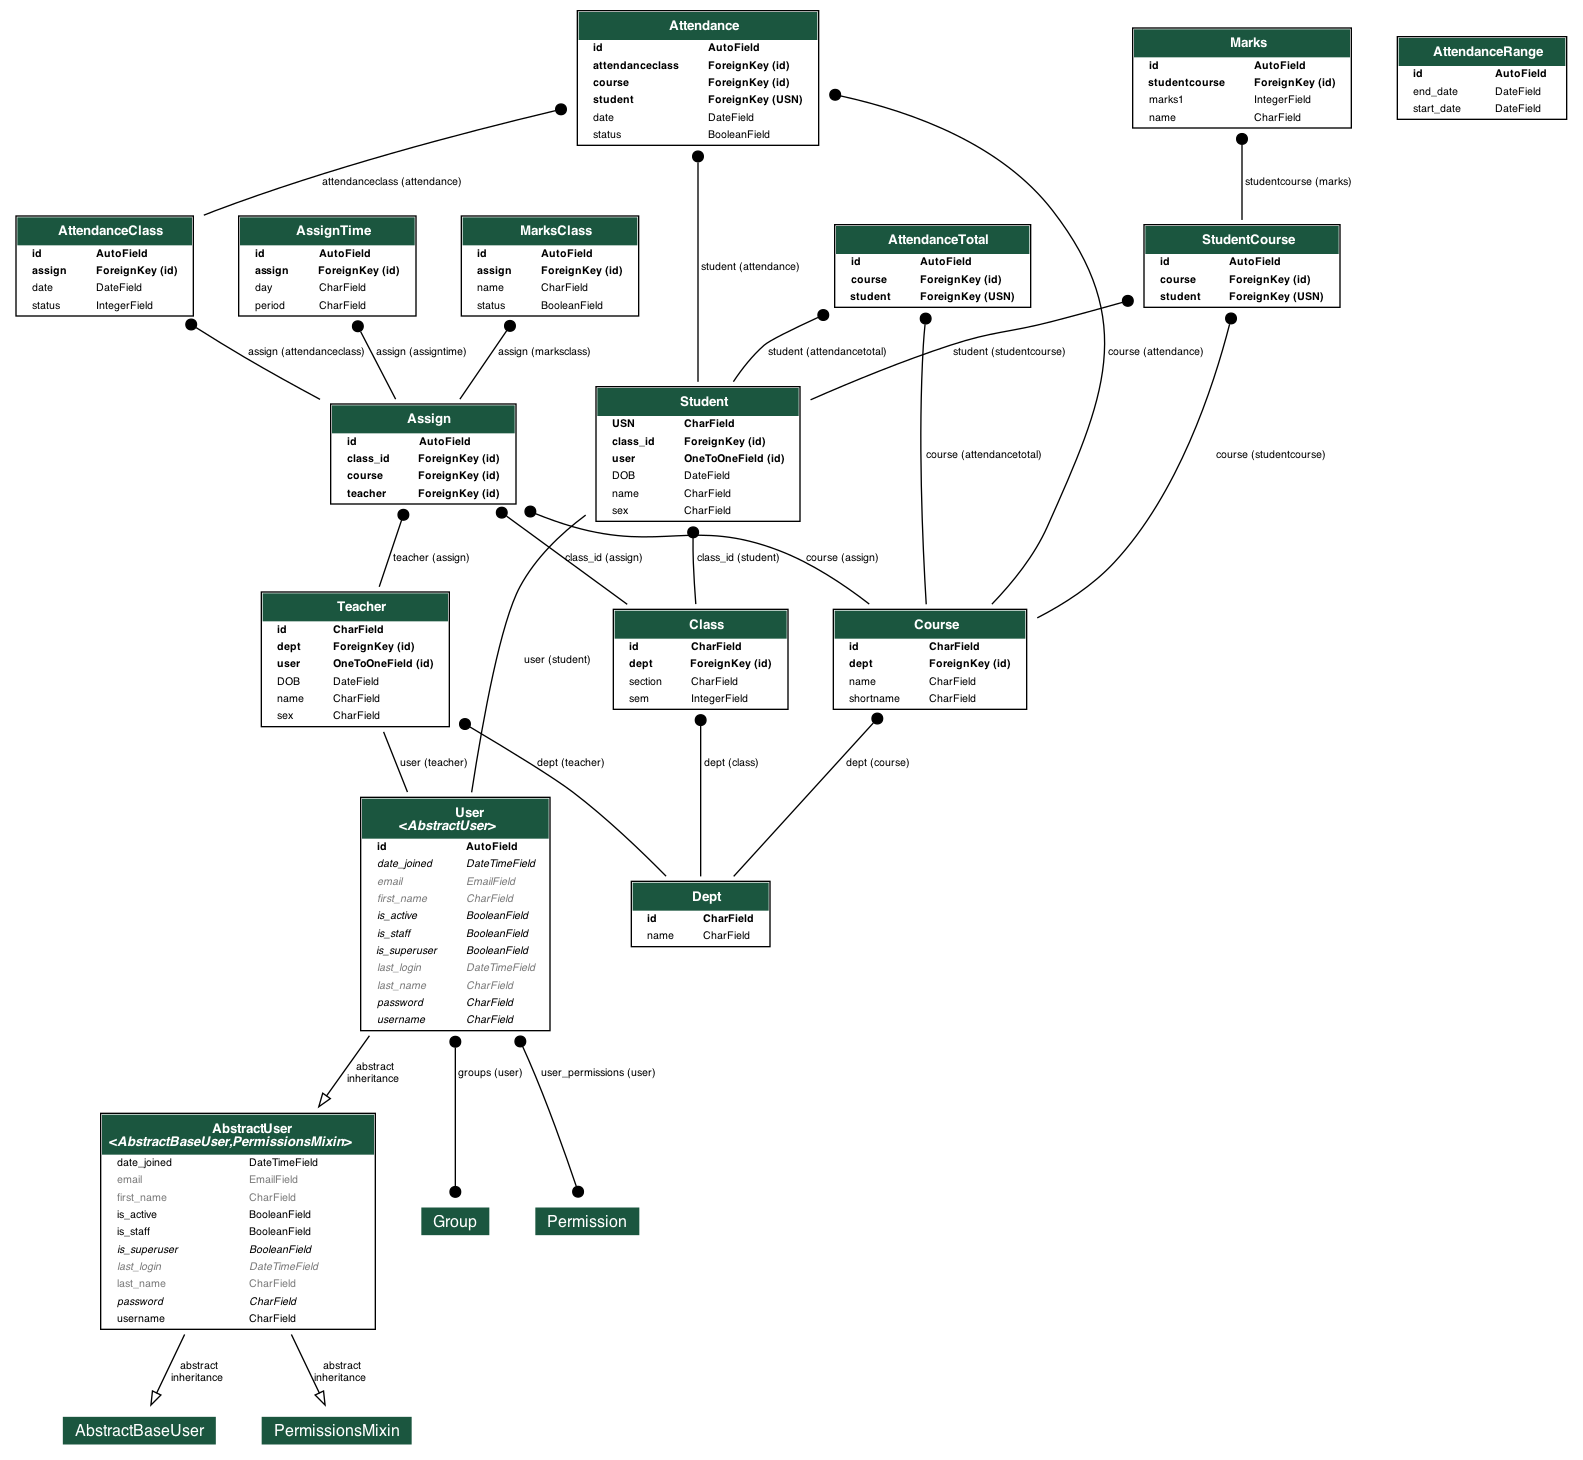 Attendance
id AutoField
attendanceclass ForeignKey (id)
course ForeignKey (id)
student ForeignKey (USN)
date DateField
status BooleanField
Marks
id AutoField
studentcourse ForeignKey (id)
marks1 IntegerField
name CharField
AttendanceRange
id AutoField
end_date DateField
start_date DateField
attendanceclass (attendance)
studentcourse (marks)
AttendanceClass
id AutoField
assign ForeignKey (id)
date DateField
status IntegerField
AssignTime
id AutoField
assign ForeignKey (id)
day CharField
period CharField
MarksClass
id AutoField
assign ForeignKey (id)
name CharField
status BooleanField
student (attendance)
AttendanceTotal
id AutoField
course ForeignKey (id)
student ForeignKey (USN)
StudentCourse
id AutoField
course ForeignKey (id)
student ForeignKey (USN)
assign (attendanceclass)
assign (assigntime)
assign (marksclass)
student (attendancetotal)
student (studentcourse)
course (attendance)
Assign
id AutoField
class_id ForeignKey (id)
course ForeignKey (id)
teacher ForeignKey (id)
Student
USN CharField
class_id ForeignKey (id)
user OneToOneField (id)
DOB DateField
name CharField
sex CharField
course (attendancetotal)
course (studentcourse)
teacher (assign)
class_id (assign)
class_id (student)
course (assign)
Teacher
id CharField
dept ForeignKey (id)
user OneToOneField (id)
DOB DateField
name CharField
sex CharField
user (student)
Class
id CharField
dept ForeignKey (id)
section CharField
sem IntegerField
Course
id CharField
dept ForeignKey (id)
name CharField
shortname CharField
user (teacher)
dept (teacher)
dept (class)
dept (course)
User
<AbstractUser>
id AutoField
date_joined DateTimeField
email EmailField
first_name CharField
is_active BooleanField
is_staff BooleanField
is_superuser BooleanField
last_login DateTimeField
last_name CharField
password CharField
username CharField
Dept
id CharField
name CharField
abstract
inheritance
groups (user)
user_permissions (user)
AbstractUser
<AbstractBaseUser,PermissionsMixin>
date_joined DateTimeField
email EmailField
first_name CharField
is_active BooleanField
is_staff BooleanField
is_superuser BooleanField
last_login DateTimeField
last_name CharField
password CharField
username CharField
Group
Permission
abstract
inheritance
abstract
inheritance
AbstractBaseUser
PermissionsMixin